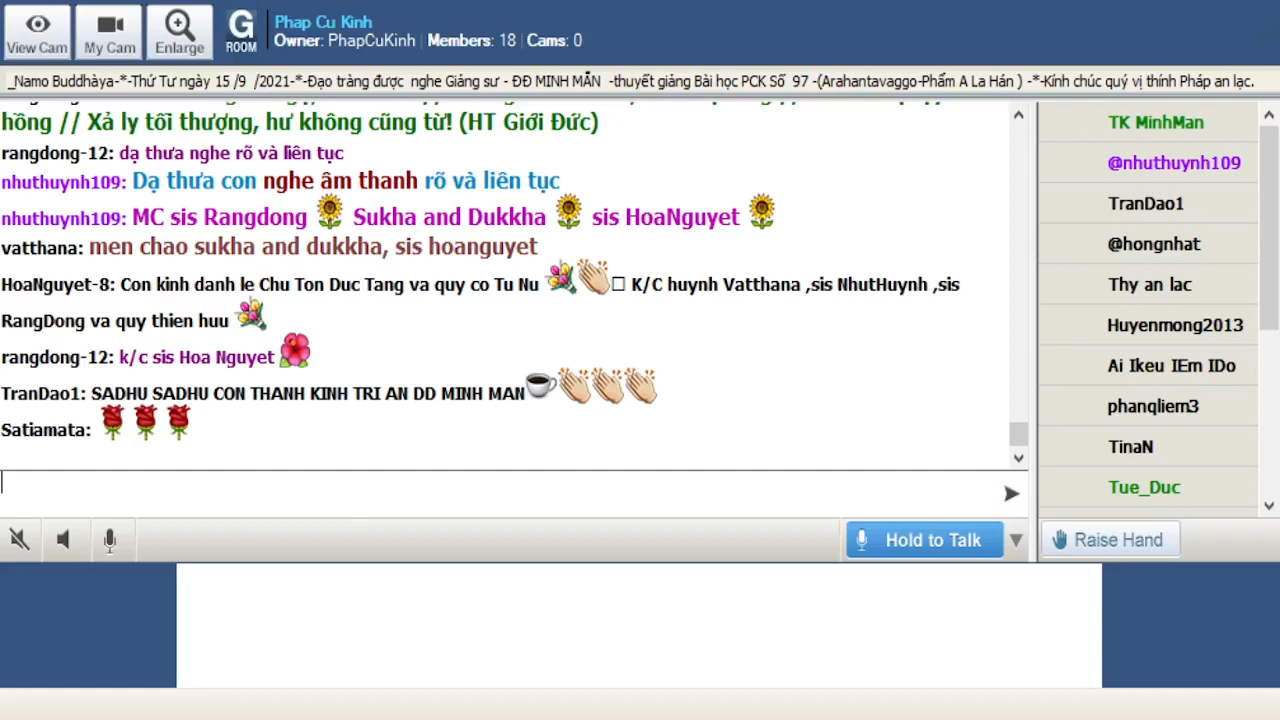 View Cam
My Cam
Enlarge
G
ROOM
Phap Cu Kinh
Owner: PhapCuKinh | Members: 18 | Cams: 0
_Namo Buddhàya-*-Thứ Tư ngày 15 /9 /2021-*-Đạo tràng được nghe Giảng sư - ĐĐ MINH MẪN -thuyết giảng Bài học PCK Số 97 -(Arahantavaggo-Phẩm A La Hán ) -*-Kính chúc quý vị thính Pháp an lạc.
hồng // Xả ly tối thượng, hư không cũng từ! (HT Giới Đức)
rangdong-12: dạ thưa nghe rõ và liên tục
nhuthuynh109: Dạ thưa con nghe âm thanh rõ và liên tục
nhuthuynh109: MC sis Rangdong 🌻 Sukha and Dukkha 🌻 sis HoaNguyet 🌻
vatthana: men chao sukha and dukkha, sis hoanguyet
HoaNguyet-8: Con kinh danh le Chu Ton Duc Tang va quy co Tu Nu 💐👏□ K/C huynh Vatthana ,sis NhutHuynh ,sis
RangDong va quy thien huu 💐
rangdong-12: k/c sis Hoa Nguyet 🌺
TranDao1: SADHU SADHU CON THANH KINH TRI AN DD MINH MAN☕👏👏👏
Satiamata: 🌹🌹🌹
TK MinhMan
@nhuthuynh109
TranDao1
@hongnhat
Thy an lac
Huyenmong2013
Ai Ikeu IEm IDo
phanqliem3
TinaN
Tue_Duc
Hold to Talk
Raise Hand